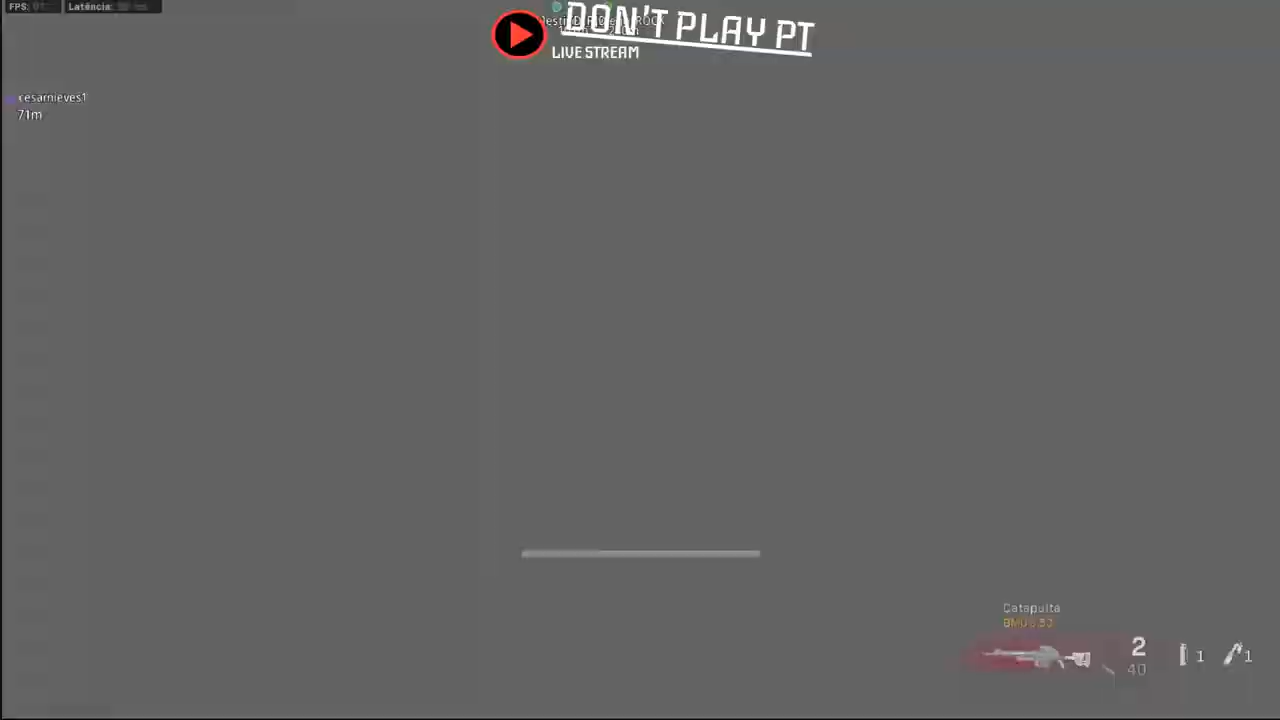 FPS:
Latência:
DON'T PLAY PT
LIVE STREAM
cesarnieves1
71m
Catapulta
2
40
1
1